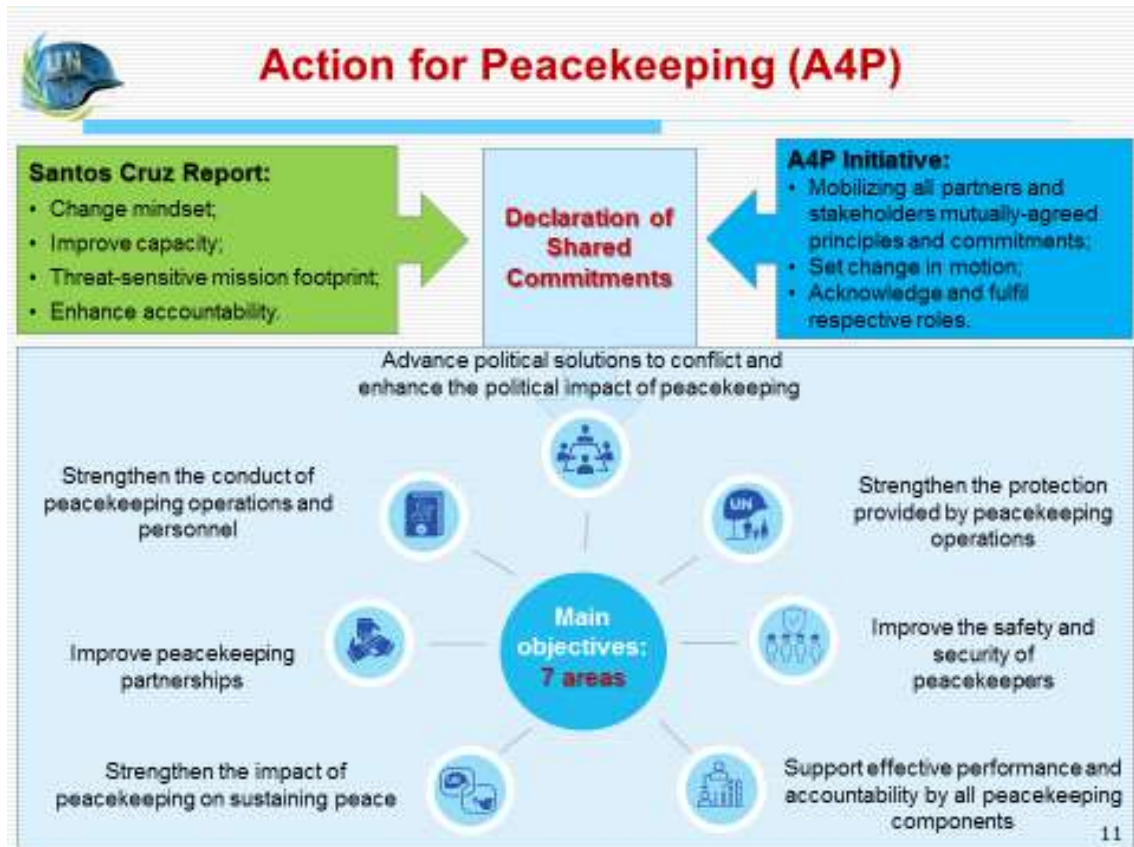 UN
Action for Peacekeeping (A4P)
Santos Cruz Report:
• Change mindset;
• Improve capacity;
• Threat-sensitive mission footprint;
• Enhance accountability.
Declaration of
Shared
Commitments
A4P Initiative:
• Mobilizing all partners and
stakeholders mutually-agreed
principles and commitments;
• Set change in motion;
• Acknowledge and fulfil
respective roles.
Advance political solutions to conflict and
enhance the political impact of peacekeeping
Strengthen the conduct of
peacekeeping operations and
personnel
UN
Strengthen the protection
provided by peacekeeping
operations
Main
objectives:
7 areas
Improve peacekeeping
partnerships
Improve the safety and
security of
peacekeepers
Strengthen the impact of
peacekeeping on sustaining peace
Support effective performance and
accountability by all peacekeeping
components
11